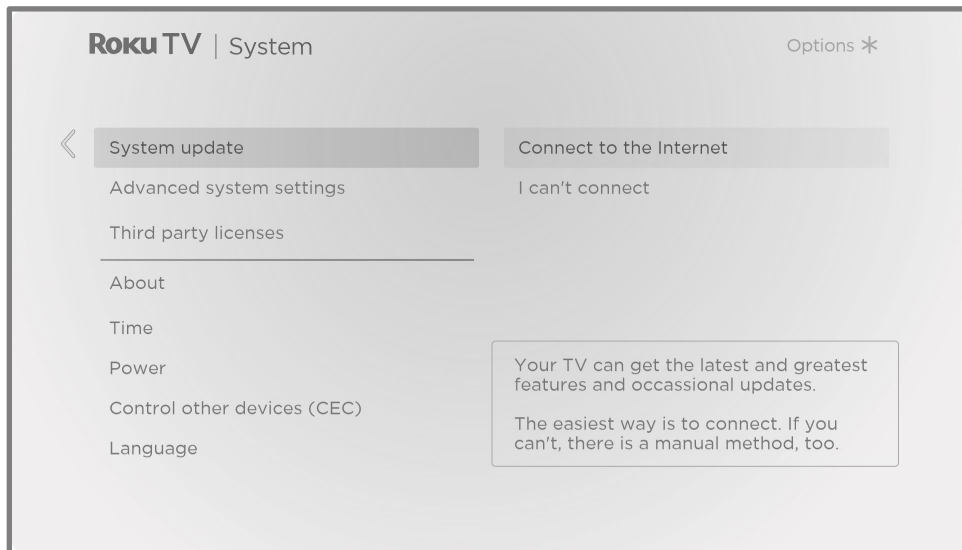 Roku TV | System
Options *
System update
Advanced system settings
Third party licenses
About
Time
Power
Control other devices (CEC)
Language
Connect to the Internet
I can't connect
Your TV can get the latest and greatest
features and occassional updates.
The easiest way is to connect. If you
can't, there is a manual method, too.